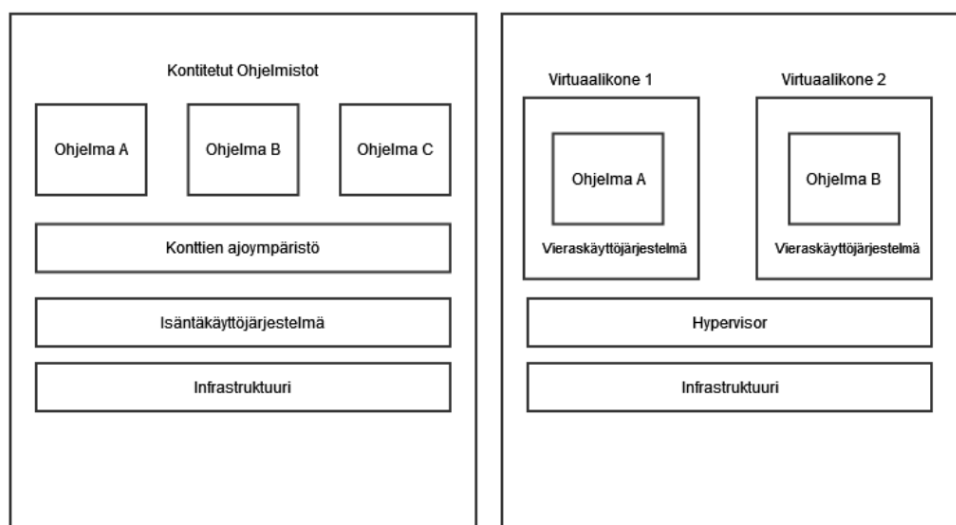 Kontitetut Ohjelmistot
Ohjelma A
Ohjelma B
Ohjelma C
Konttien ajoympäristö
Isäntäkäyttöjärjestelmä
Infrastruktuuri
Virtuaalikone 1
Virtuaalikone 2
Ohjelma A
Ohjelma B
Vieraskäyttöjärjestelmä
Vieraskäyttöjärjestelmä
Hypervisor
Infrastruktuuri